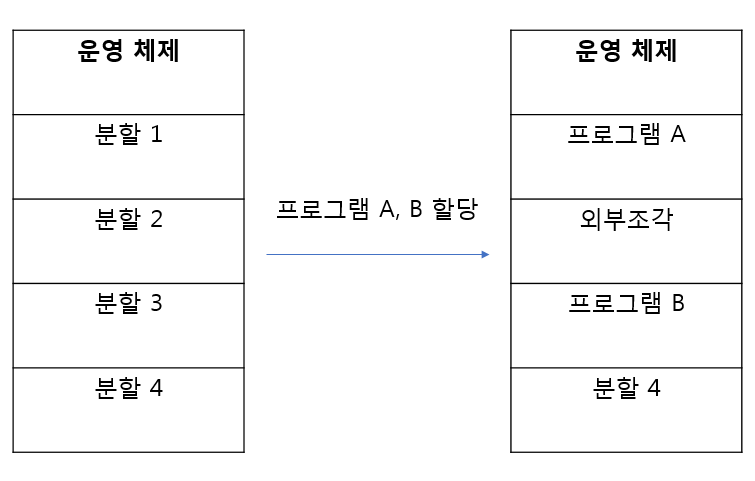 운영 체제
분할 1
분할 2
분할 3
분할 4
프로그램 A, B 할당
운영 체제
프로그램 A
외부조각
프로그램 B
분할 4